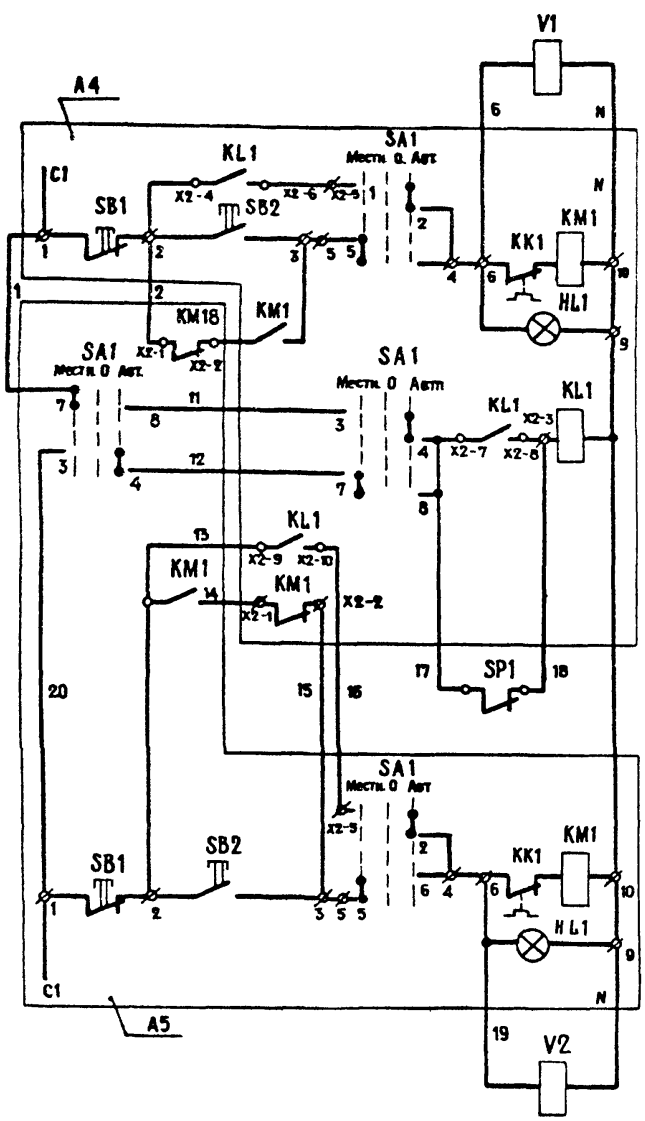 V1
A4
6 N
SA1
C1 KL1 Местн. О. Авт.
X2-4 X2-6 X2-5 1 N
SB1 SB2 2 KM1
KK1
1 2 3 5 5 4 6 10
1 2 HL1
KM18 KM1
X2-1 X2-2 9
SA1 SA1
Местн О Авт. Местн. О Авт KL1 KL1
X2-3
7 11
8 3 4 X2-7 X2-8
3 12
4 7 8
13 KL1
X2-9 X2-10
KM1 KM1
14 X2-1 X2-2
17 SP1 18
20 15 16
SA1
Местн. О Авт
X2-5 KM1
SB1 SB2 2 KK1
1 2 3 5 5 6 4 6 10
HL1
9
C1 N
A5
19 V2